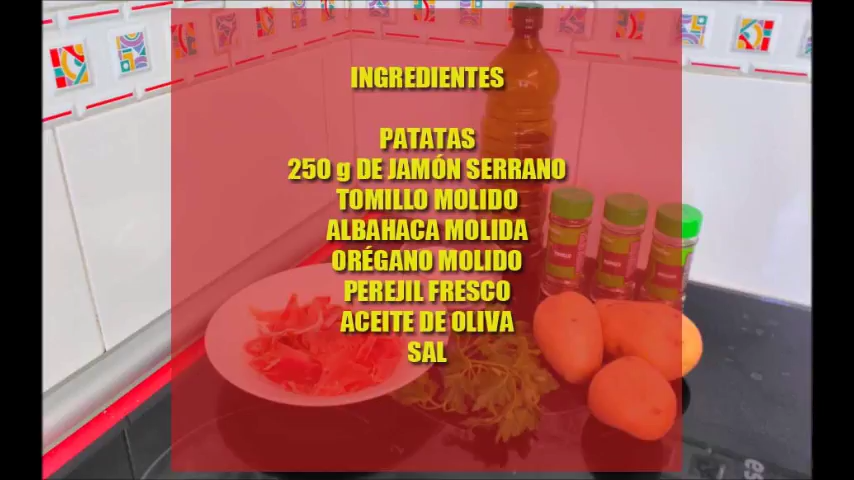 INGREDIENTES
PATATAS
250 g DE JAMÓN SERRANO
TOMILLO MOLIDO
ALBAHACA MOLIDA
ORÉGANO MOLIDO
PEREJIL FRESCO
ACEITE DE OLIVA
SAL